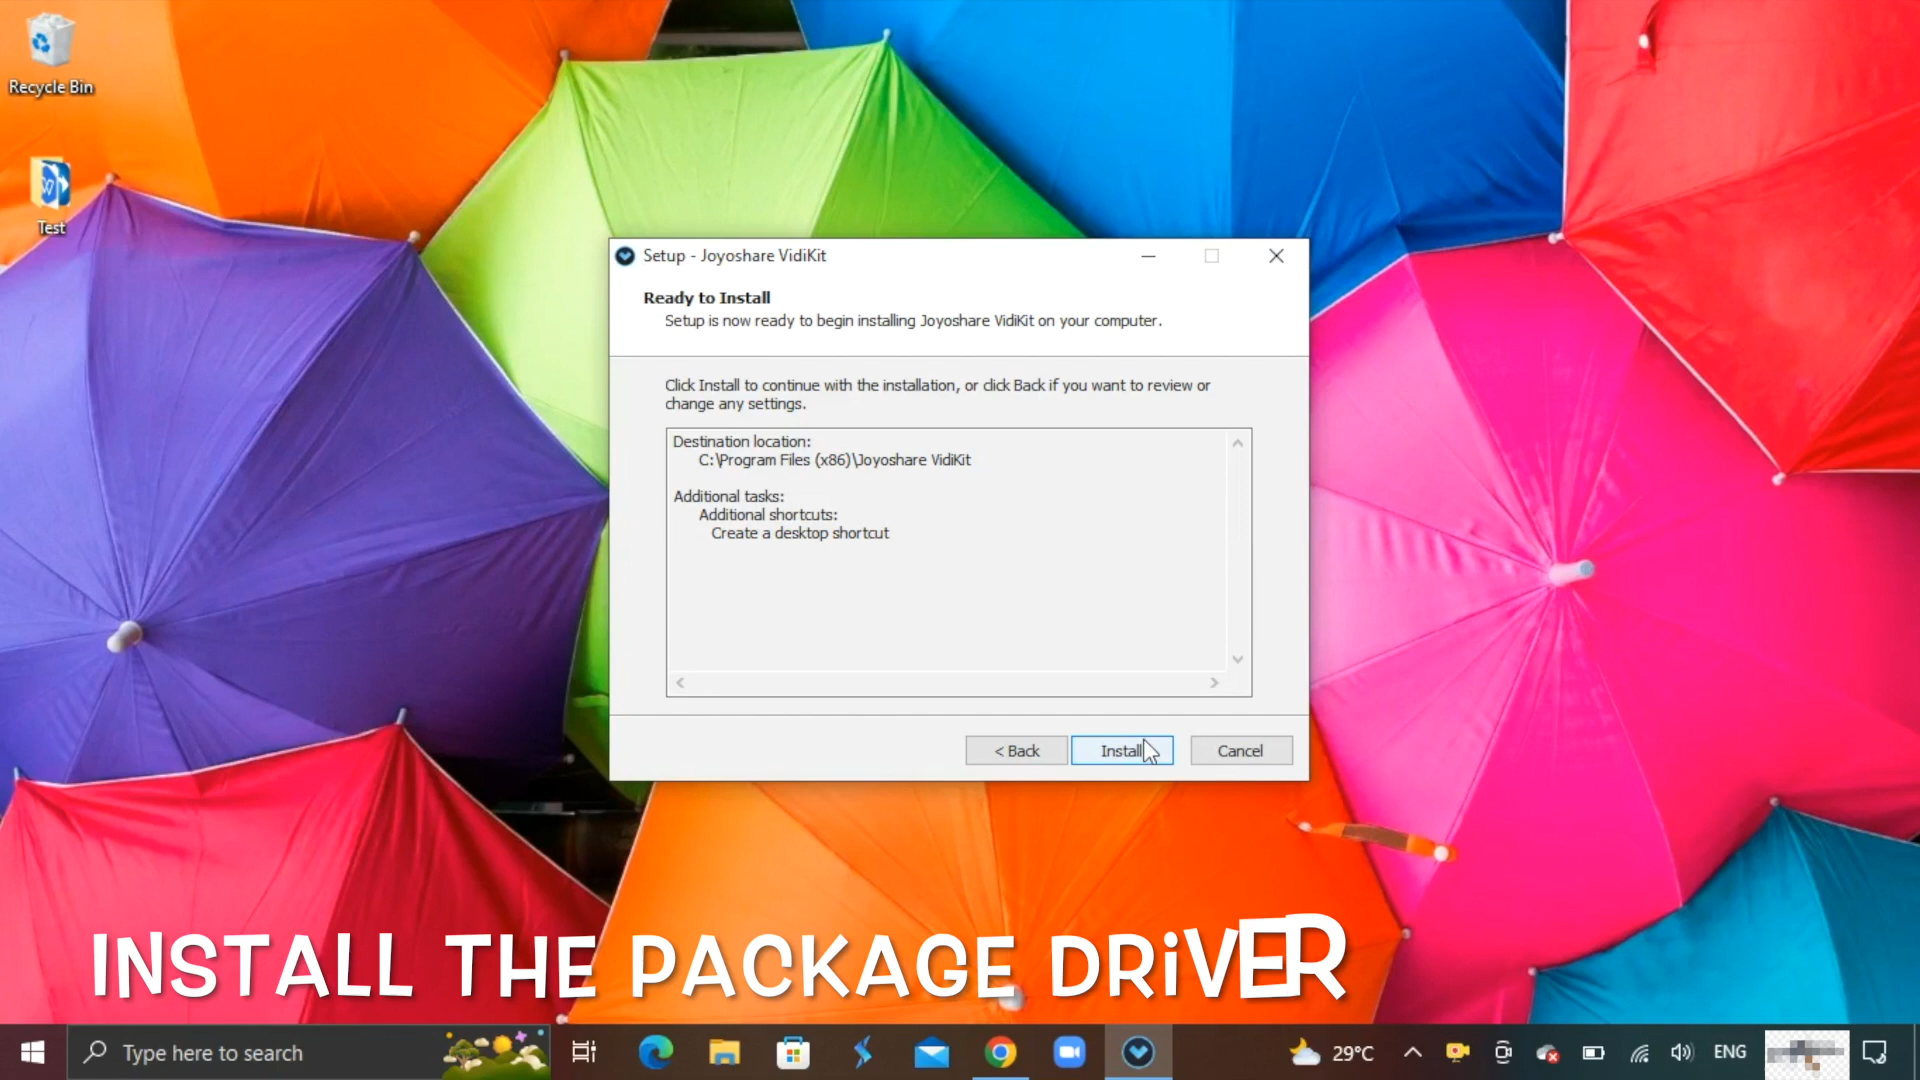 Recycle Bin
Test
Setup - Joyoshare VidiKit
Ready to Install
Setup is now ready to begin installing Joyoshare VidiKit on your computer.
Click Install to continue with the installation, or click Back if you want to review or
change any settings.
Destination location:
C:\Program Files (x86)\Joyoshare VidiKit
Additional tasks:
Additional shortcuts:
Create a desktop shortcut
< Back
Install
Cancel
INSTALL THE PACKAGE DRiVER
Type here to search
29°C
ENG